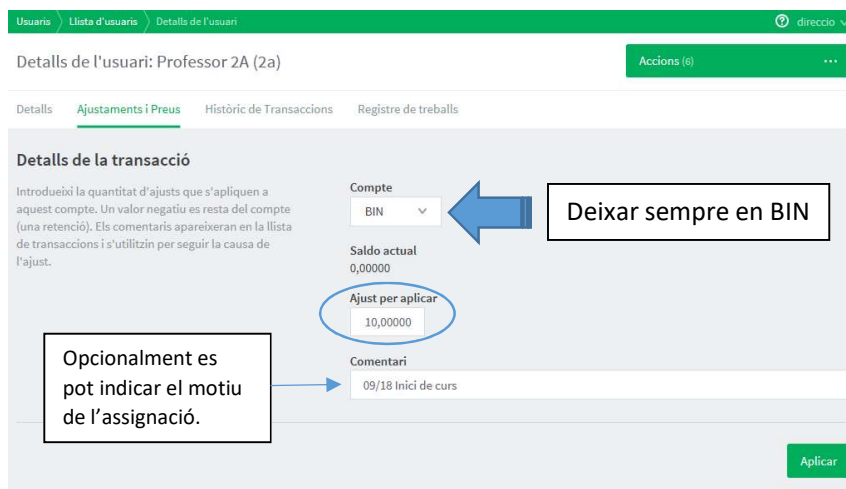 Usuaris Llista d'usuaris Detalls de l'usuari
direccio
Detalls de l'usuari: Professor 2A (2a)
Accions (6)
Detalls Ajustaments i Preus Històric de Transaccions Registre de treballs
Detalls de la transacció
Introdueixi la quantitat d'ajusts que s'apliquen a
aquest compte. Un valor negatiu es resta del compte
(una retenció). Els comentaris apareixeran en la llista
de transaccions i s'utilitzin per seguir la causa de
l'ajust.
Compte
BIN
Deixar sempre en BIN
Saldo actual
0,00000
Ajust per aplicar
10,00000
Opcionalment es
pot indicar el motiu
de l’assignació.
Comentari
09/18 Inici de curs
Aplicar